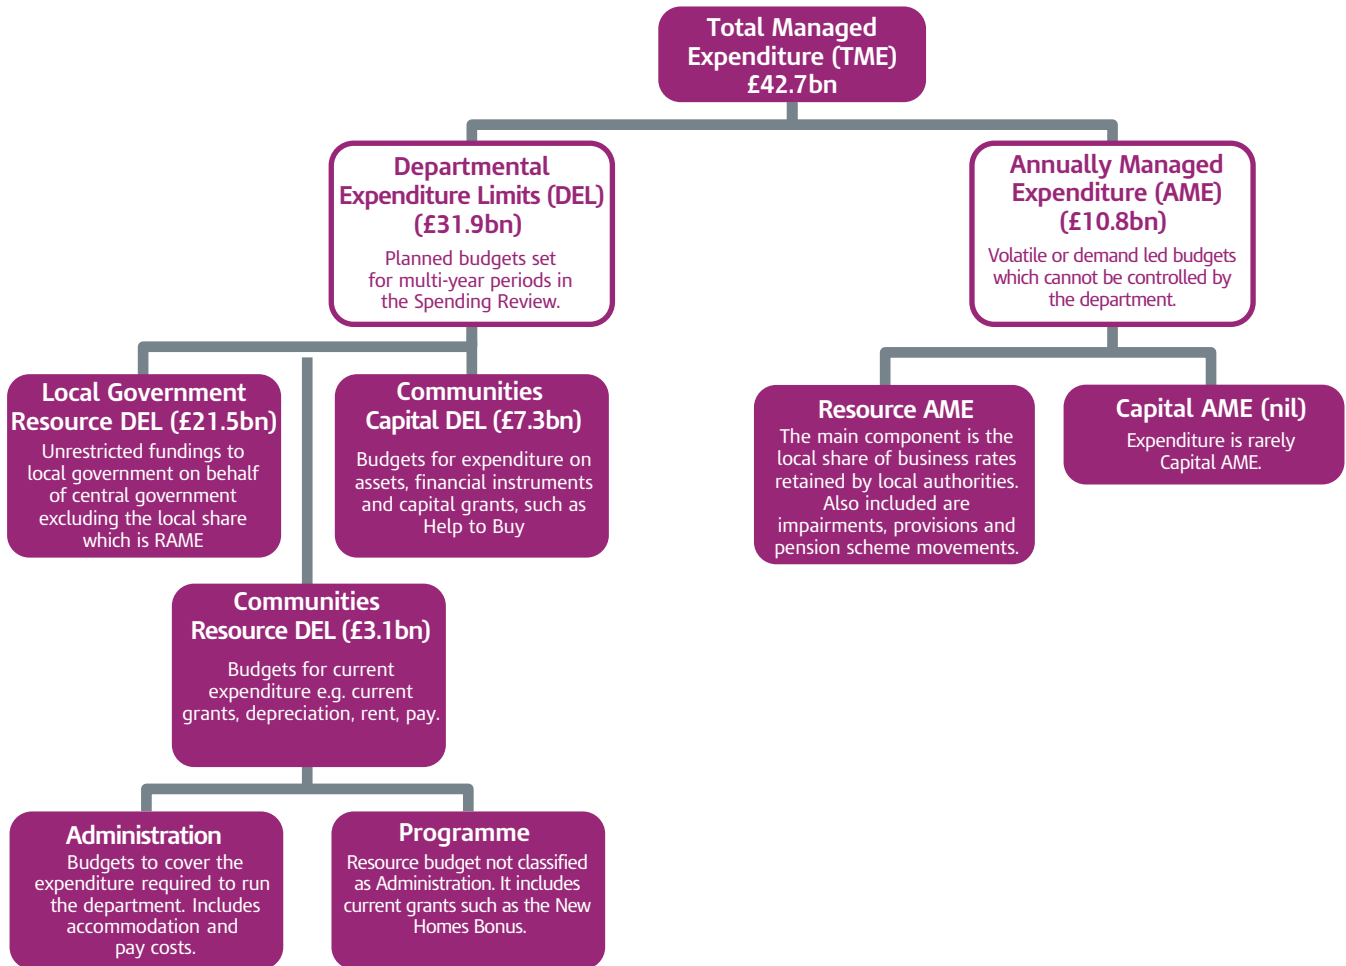 Total Managed
Expenditure (TME)
£42.7bn
Departmental
Expenditure Limits (DEL)
(£31.9bn)
Planned budgets set
for multi-year periods in
the Spending Review.
Annually Managed
Expenditure (AME)
(£10.8bn)
Volatile or demand led budgets
which cannot be controlled by
the department.
Local Government
Resource DEL (£21.5bn)
Unrestricted fundings to
local government on behalf
of central government
excluding the local share
which is RAME
Communities
Capital DEL (£7.3bn)
Budgets for expenditure on
assets, financial instruments
and capital grants, such as
Help to Buy
Resource AME
The main component is the
local share of business rates
retained by local authorities.
Also included are
impairments, provisions and
pension scheme movements.
Capital AME (nil)
Expenditure is rarely
Capital AME.
Communities
Resource DEL (£3.1bn)
Budgets for current
expenditure e.g. current
grants, depreciation, rent, pay.
Administration
Budgets to cover the
expenditure required to run
the department. Includes
accommodation and
pay costs.
Programme
Resource budget not classified
as Administration. It includes
current grants such as the New
Homes Bonus.